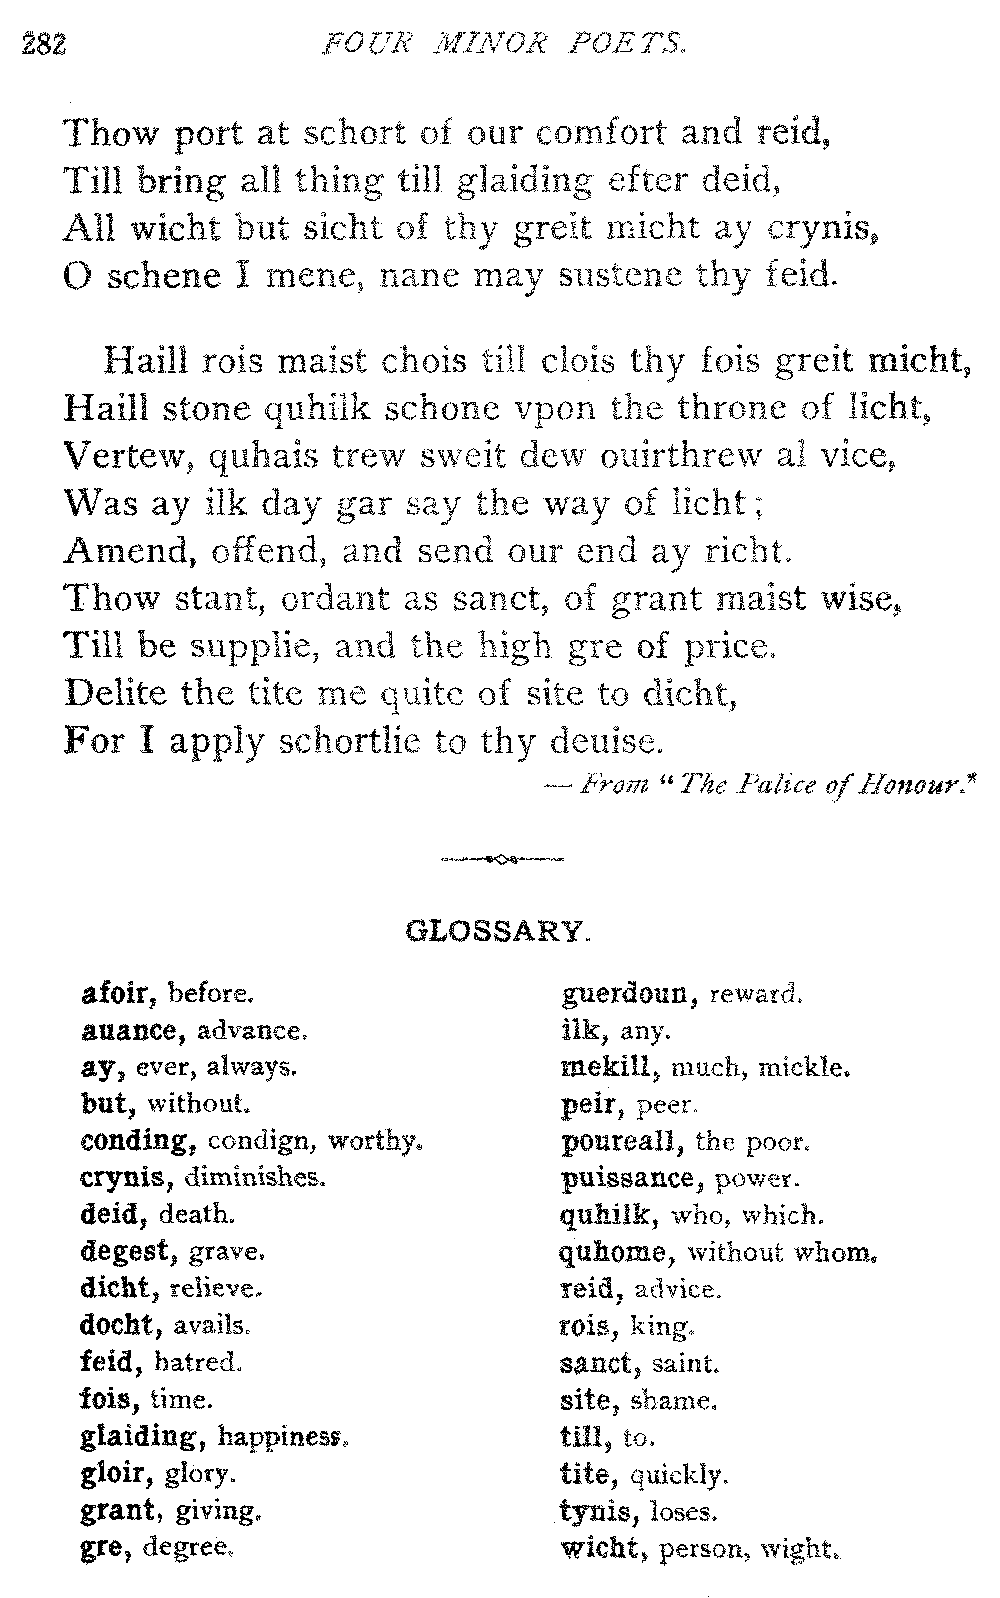 282 FOUR MINOR POETS.
Thow port at schort of our comfort and reid,
Till bring all thing till glaiding efter deid,
All wicht but sicht of thy greit micht ay crynis,
O schene I mene, nane may sustene thy feid.
Haill rois maist chois till clois thy fois greit micht,
Haill stone quhilk schone vpon the throne of licht,
Vertew, quhais trew sweit dew ouirthrew al vice,
Was ay ilk day gar say the way of licht;
Amend, offend, and send our end ay richt.
Thow stant, ordant as sanct, of grant maist wise,
Till be supplie, and the high gre of price.
Delite the tite me quite of site to dicht,
For I apply schortlie to thy deuise.
— From “ The Palice of Honour.”
GLOSSARY.
afoir, before.
auance, advance.
ay, ever, always.
but, without.
conding, condign, worthy.
crynis, diminishes.
deid, death.
degest, grave.
dicht, relieve.
docht, avails.
feid, hatred.
fois, time.
glaiding, happiness.
gloir, glory.
grant, giving.
gre, degree.
guerdoun, reward.
ilk, any.
mekill, much, mickle.
peir, peer.
poureall, the poor.
puissance, power.
quhilk, who, which.
quhome, without whom.
reid, advice.
rois, king.
sanct, saint.
site, shame.
till, to.
tite, quickly.
tynis, loses.
wicht, person, wight.